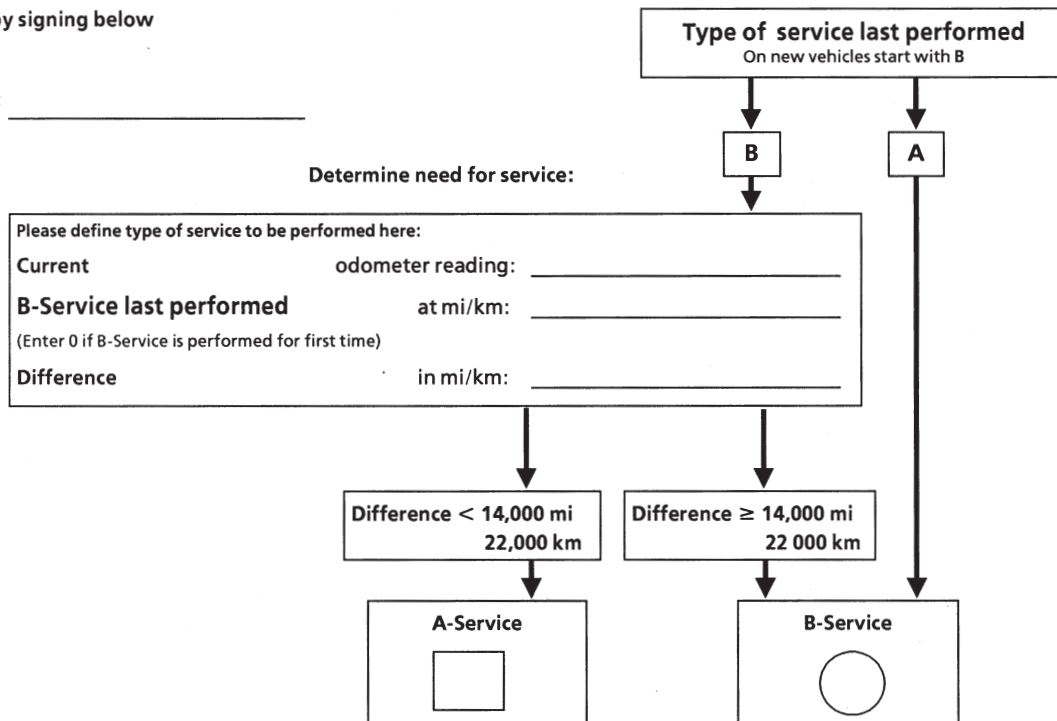 by signing below
Type of service last performed
On new vehicles start with B
B
A
Determine need for service:
Please define type of service to be performed here:
Current odometer reading:
B-Service last performed at mi/km:
(Enter 0 if B-Service is performed for first time)
Difference in mi/km:
Difference < 14,000 mi
22,000 km
Difference ≥ 14,000 mi
22 000 km
A-Service
B-Service